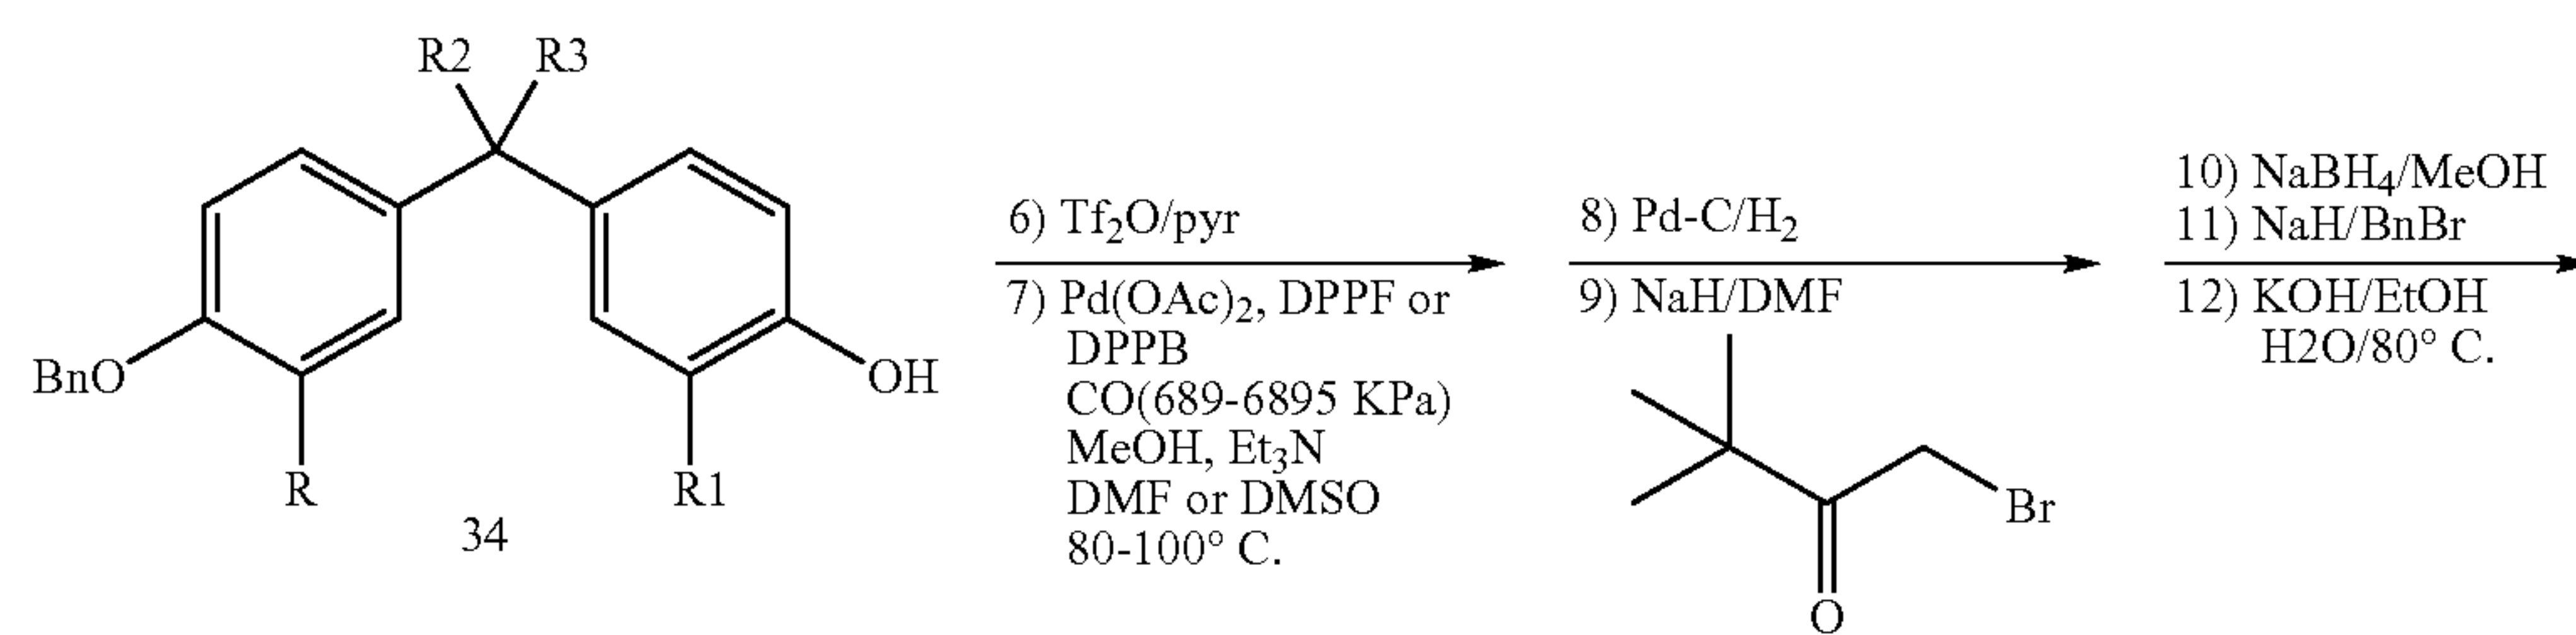 R2 R3
BnO
R
R1
OH
34
6) Tf2O/pyr
7) Pd(OAc)2, DPPF or
DPPB
CO(689-6895 KPa)
MeOH, Et3N
DMF or DMSO
80-100° C.
8) Pd-C/H2
9) NaH/DMF
Br
O
10) NaBH4/MeOH
11) NaH/BnBr
12) KOH/EtOH
H2O/80° C.